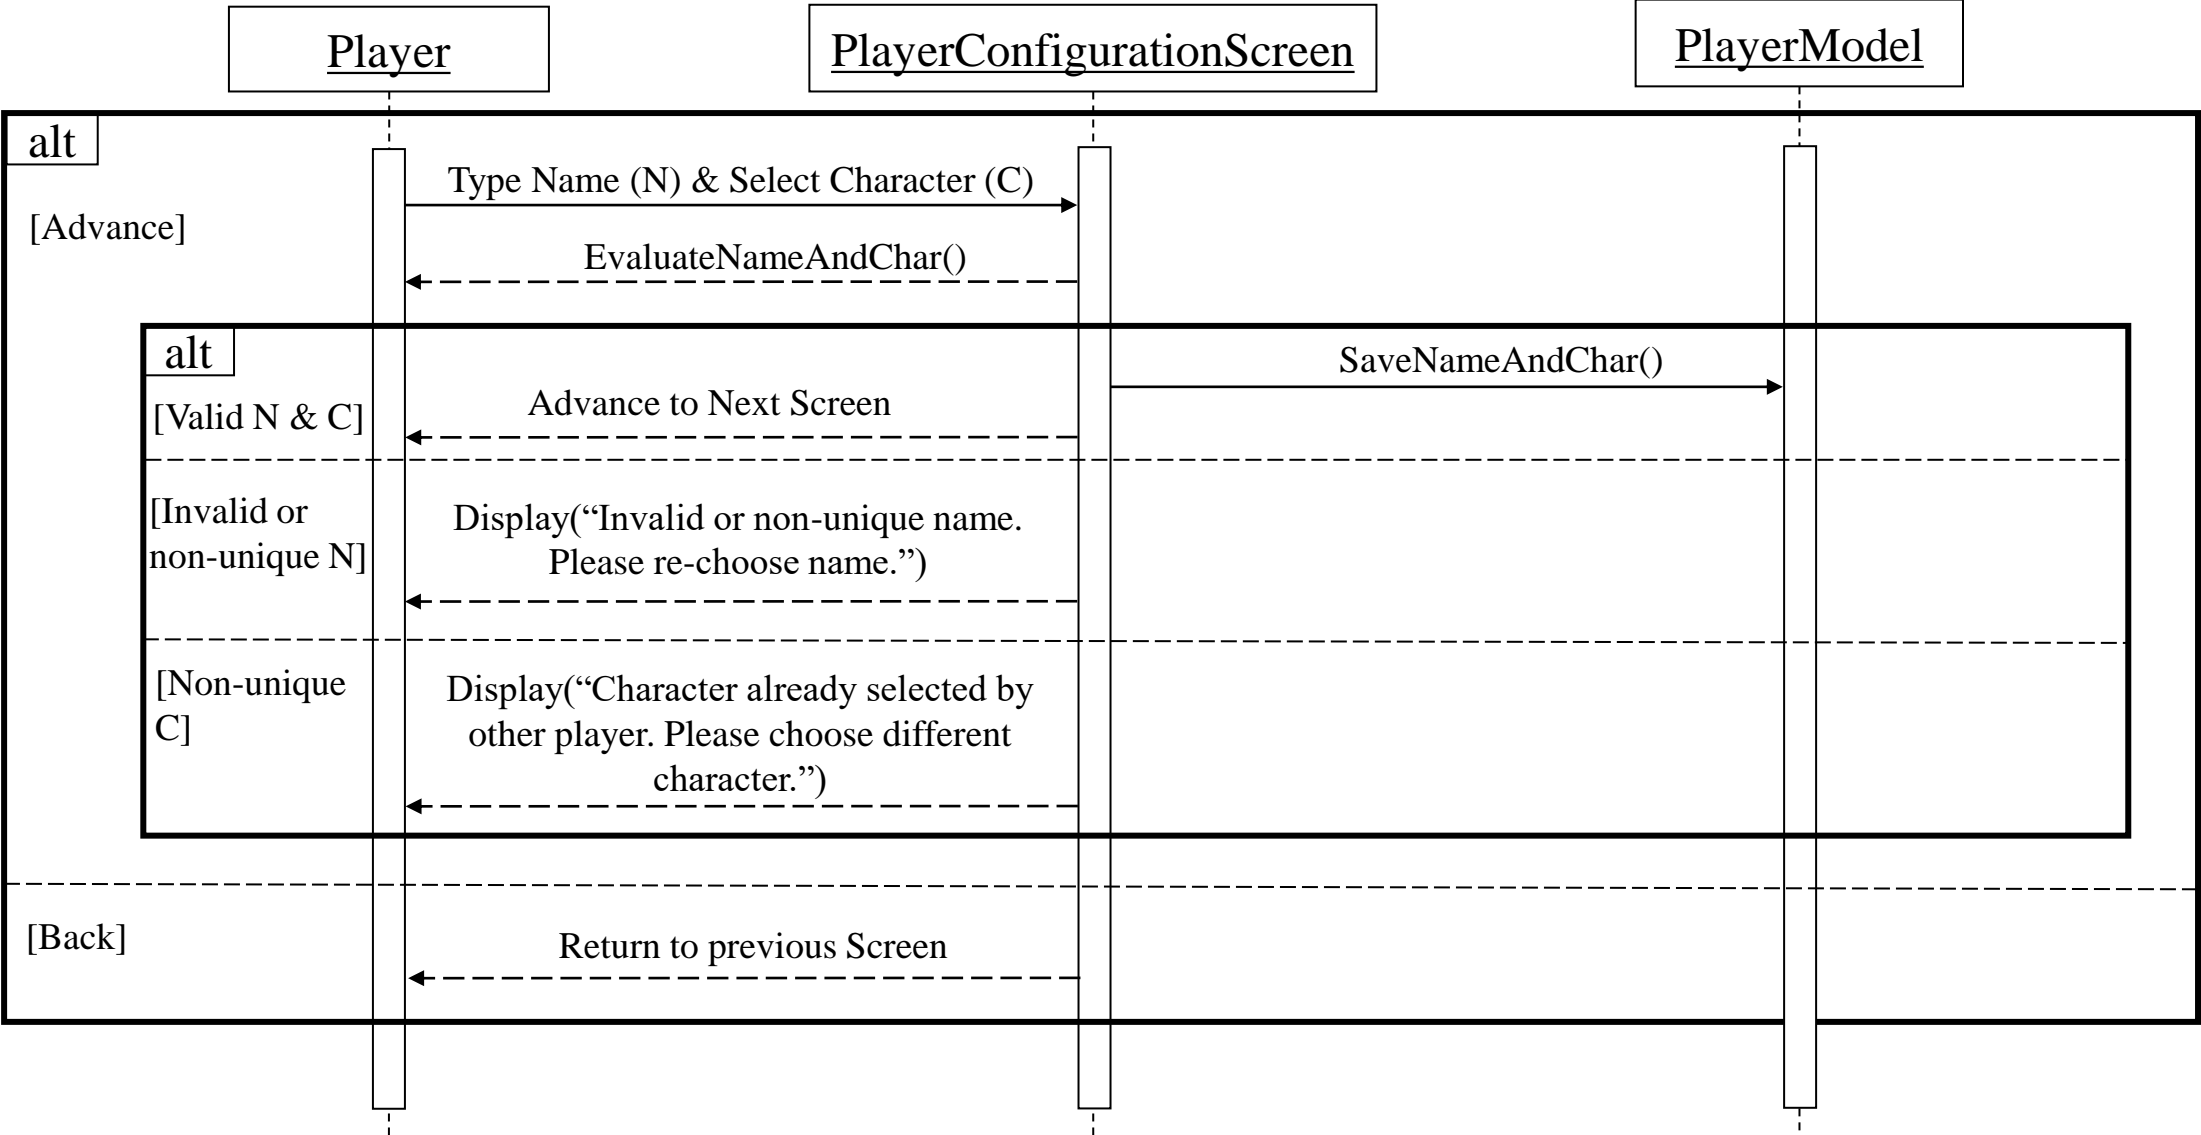 Player
PlayerConfigurationScreen
PlayerModel
alt
Type Name (N) & Select Character (C)
[Advance]
EvaluateNameAndChar()
alt
SaveNameAndChar()
[Valid N & C]
Advance to Next Screen
[Invalid or
non-unique N]
Display(“Invalid or non-unique name.
Please re-choose name.”)
[Non-unique
C]
Display(“Character already selected by
other player. Please choose different
character.”)
[Back]
Return to previous Screen